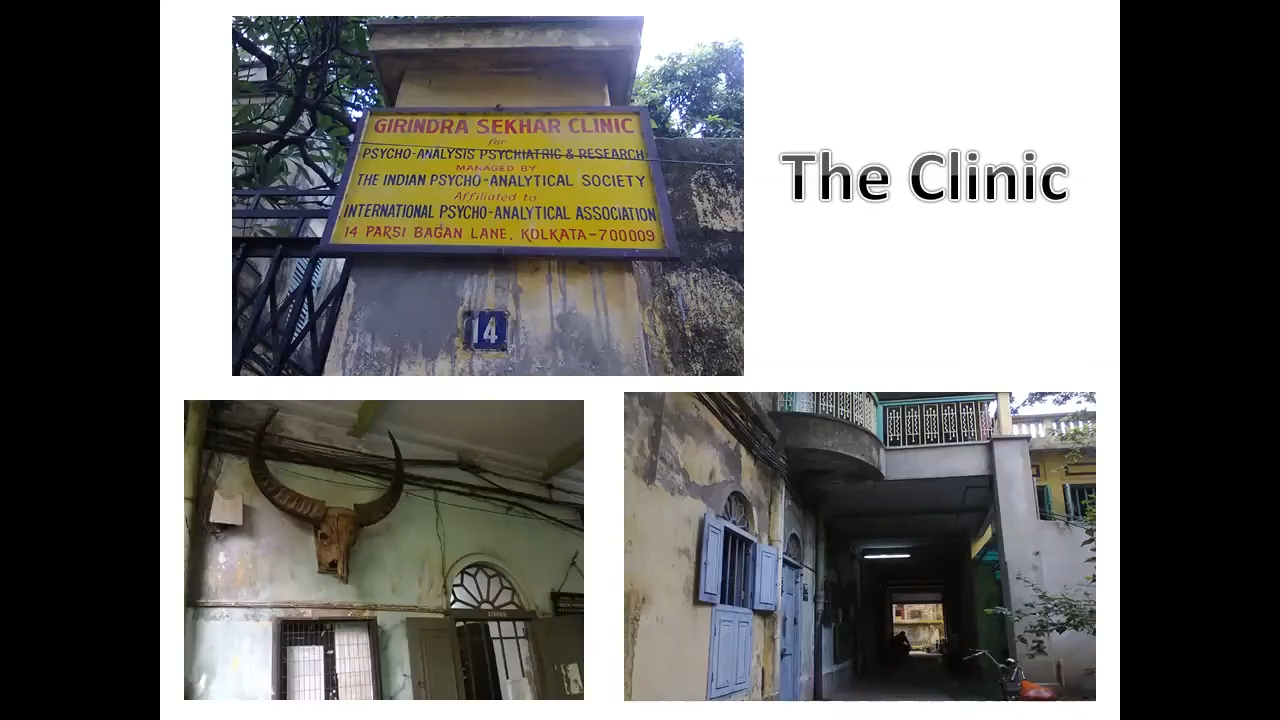 GIRINDRA SEKHAR CLINIC
for
PSYCHO-ANALYSIS PSYCHIATRIC & RESEARCH
MANAGED BY
THE INDIAN PSYCHO-ANALYTICAL SOCIETY
Affiliated to
INTERNATIONAL PSYCHO-ANALYTICAL ASSOCIATION
14 PARSI BAGAN LANE, KOLKATA-700009
14
The Clinic